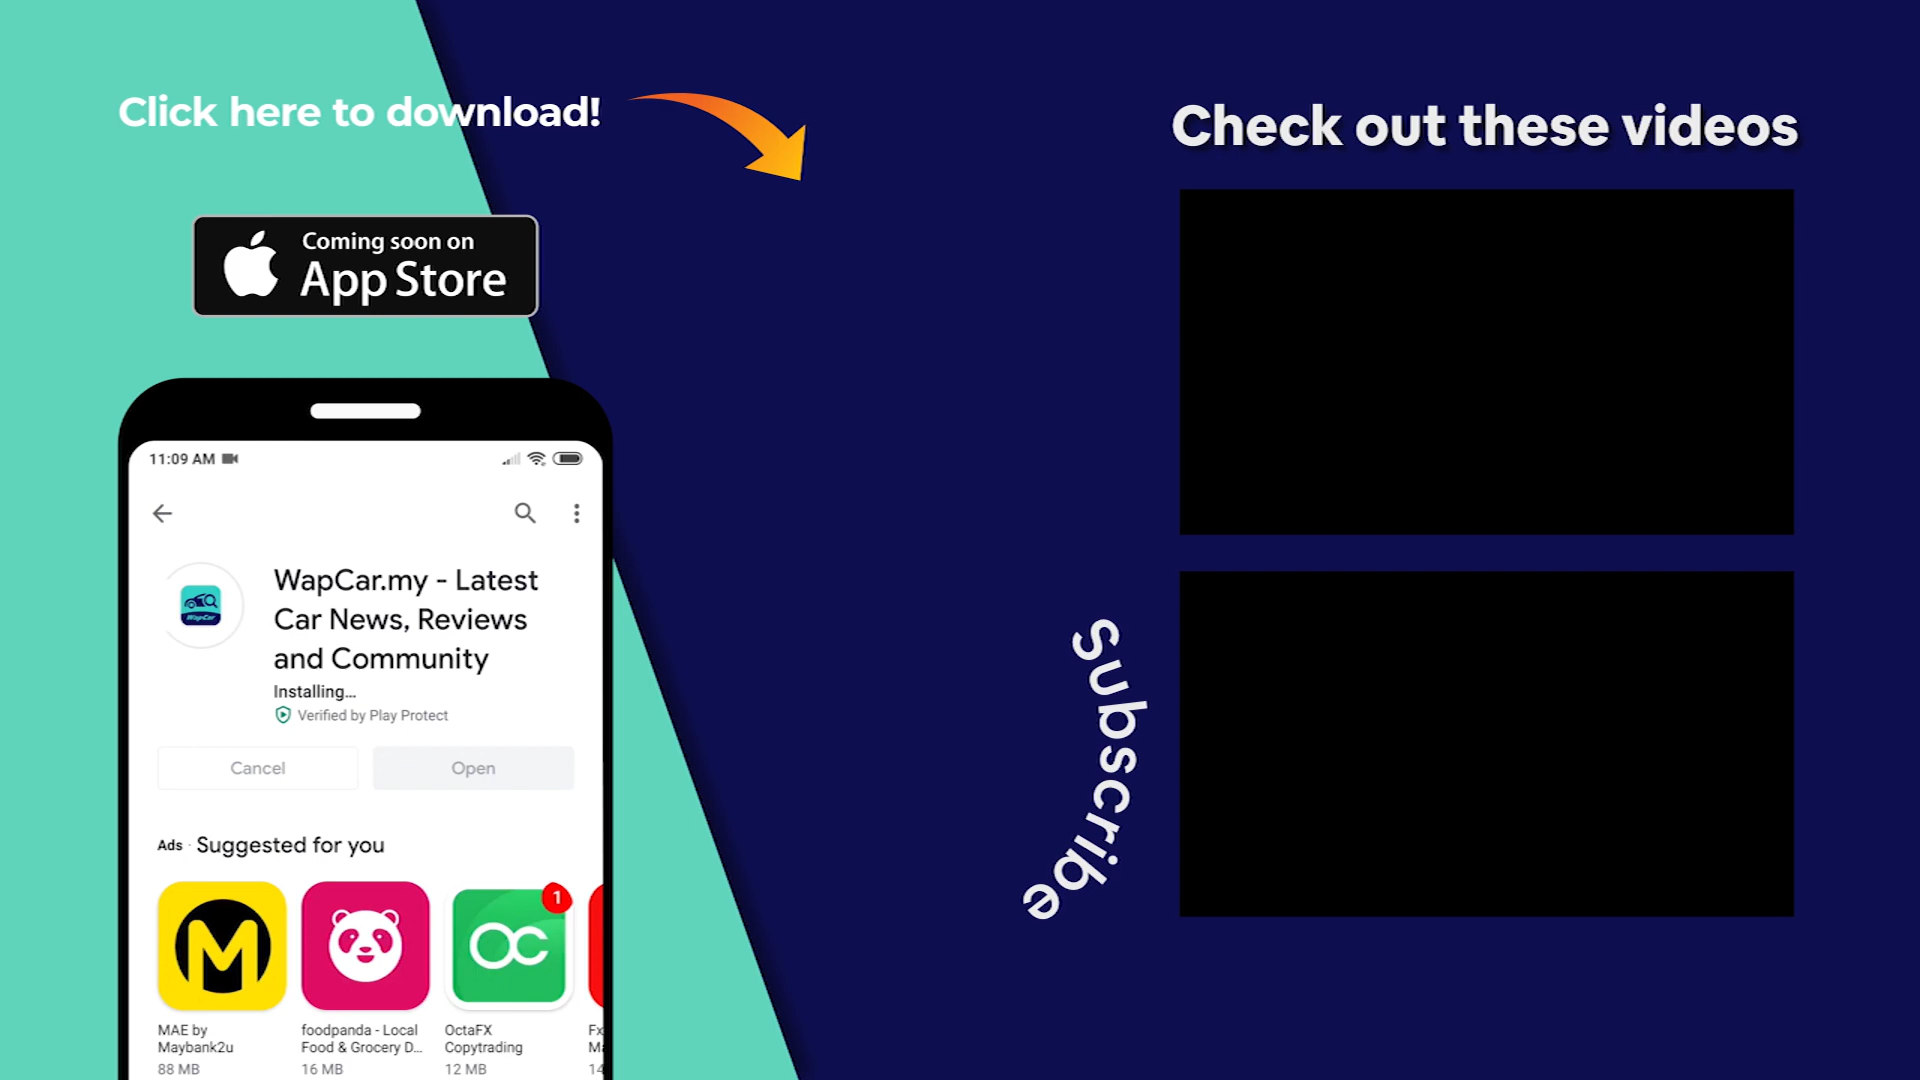 Click here to download!
Coming soon on
App Store
11:09 AM
WapCar.my - Latest
Car News, Reviews
and Community
Installing...
Verified by Play Protect
Cancel
Open
Ads · Suggested for you
1
MAE by
Maybank2u
88 MB
foodpanda - Local
Food & Grocery D...
16 MB
OctaFX
Copytrading
12 MB
Check out these videos
Subscribe